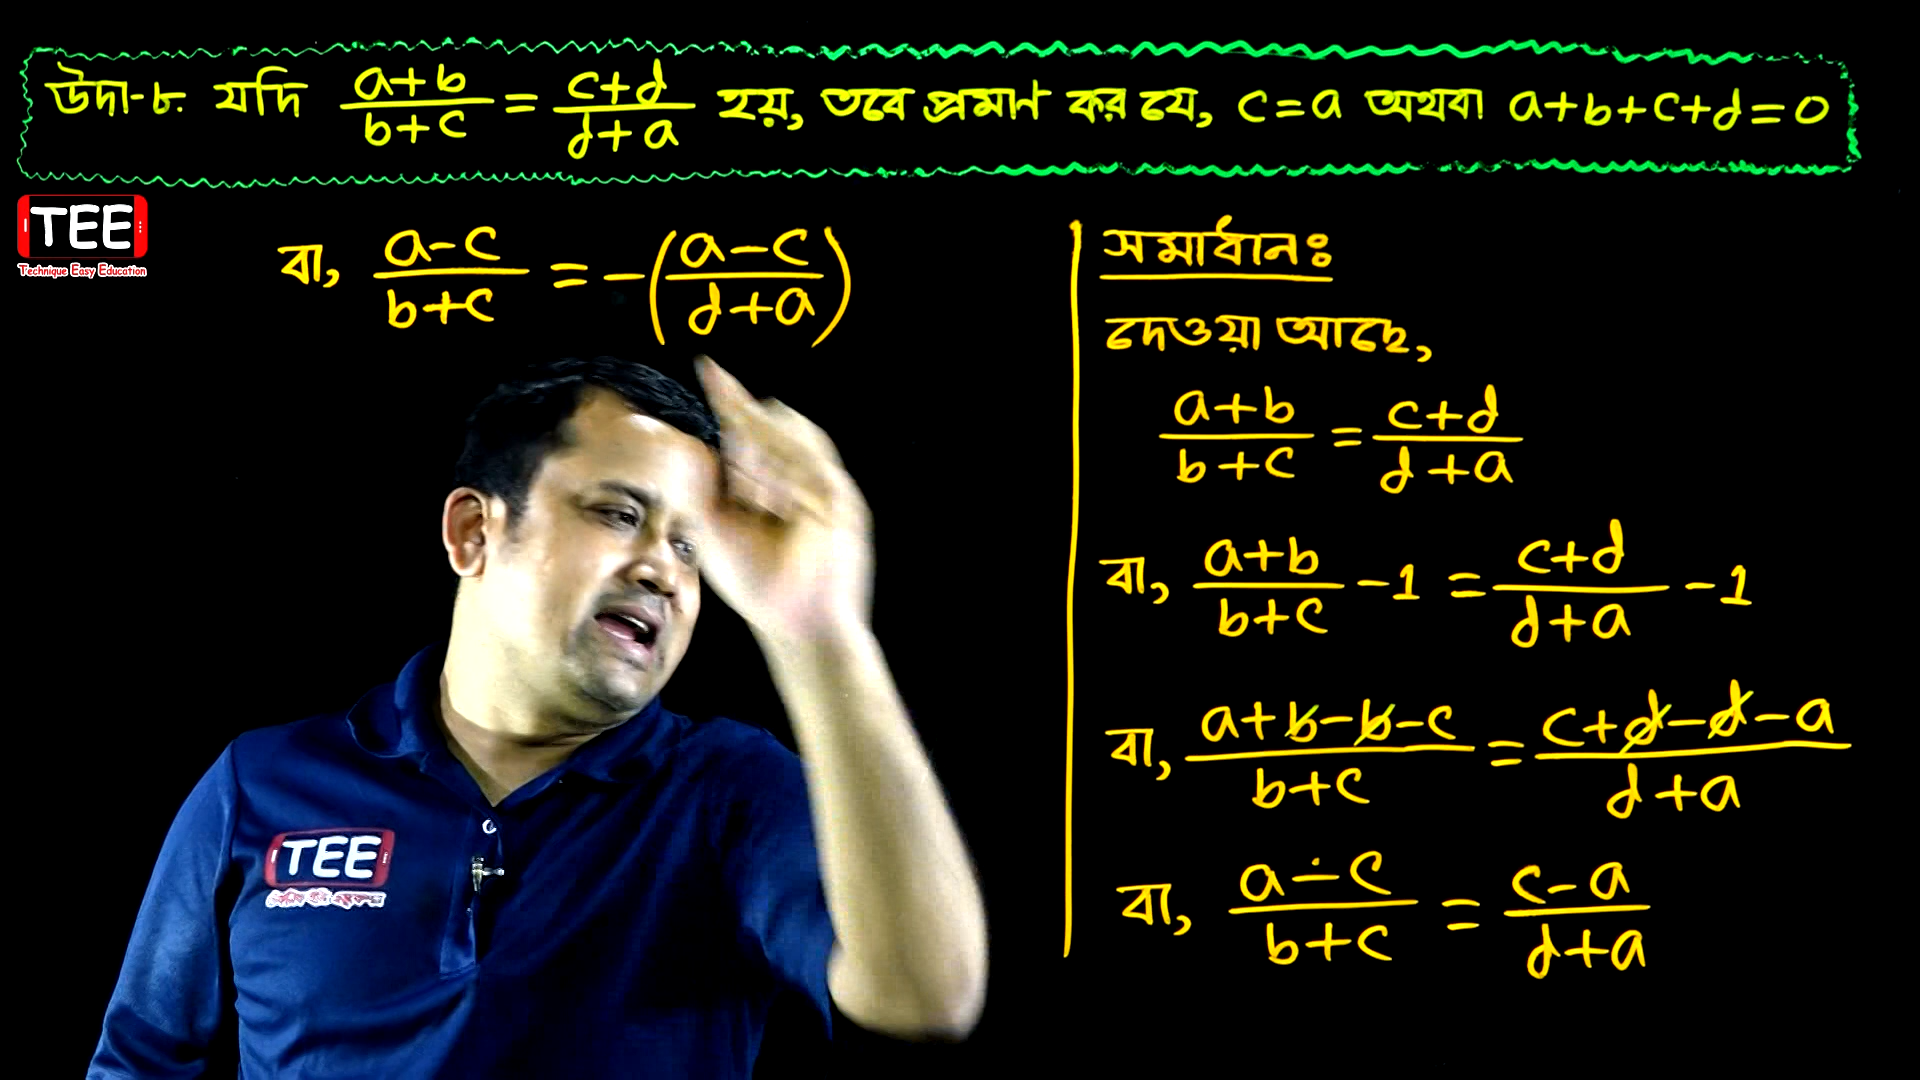 উদা-৮. যদি (a+b)/(b+c) = (c+d)/(d+a) হয়, তবে প্রমাণ কর যে, c=a অথবা a+b+c+d=0
TEE
Technique Easy Education
সমাধানঃ
দেওয়া আছে,
(a+b)/(b+c) = (c+d)/(d+a)
বা, (a+b)/(b+c) -1 = (c+d)/(d+a) -1
বা, (a+b-b-c)/(b+c) = (c+d-d-a)/(d+a)
বা, (a-c)/(b+c) = (c-a)/(d+a)
বা, (a-c)/(b+c) = -((a-c)/(d+a))
TEE